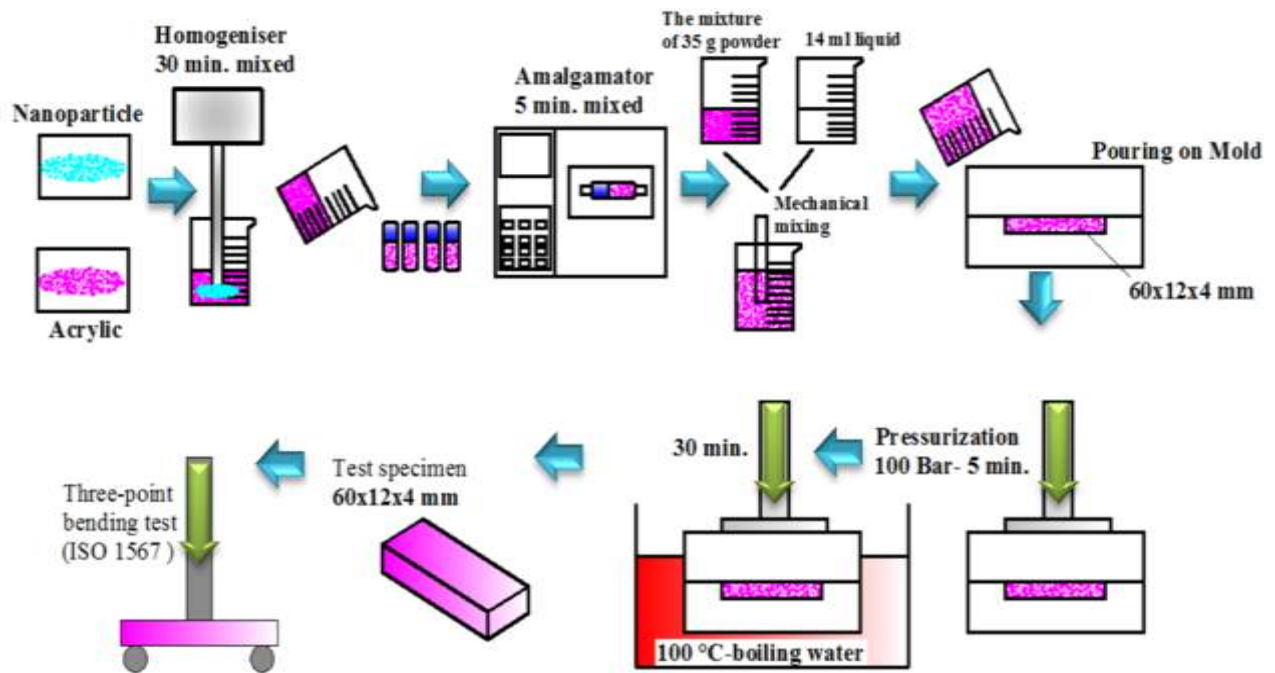 Homogeniser
30 min. mixed
Nanoparticle
Acrylic
Amalgamator
5 min. mixed
The mixture
of 35 g powder
14 ml liquid
Mechanical
mixing
Pouring on Mold
60x12x4 mm
Pressurization
100 Bar- 5 min.
30 min.
100 °C-boiling water
Test specimen
60x12x4 mm
Three-point
bending test
(ISO 1567 )